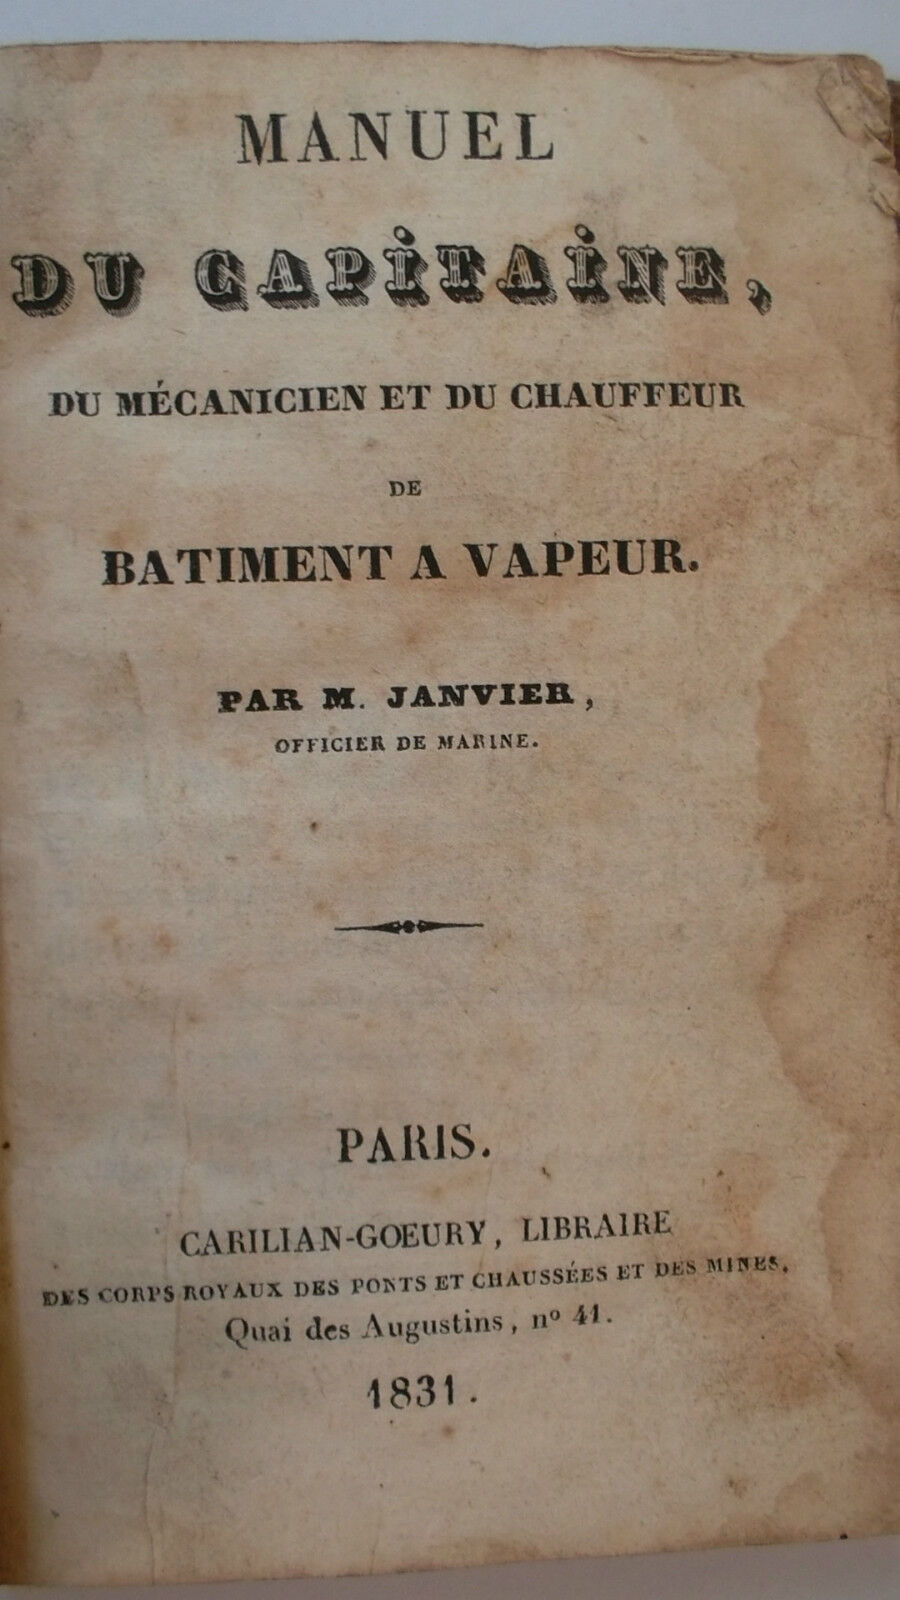 MANUEL
DU CAPITAINE,
DU MÉCANICIEN ET DU CHAUFFEUR
DE
BATIMENT A VAPEUR.
PAR M. JANVIER,
OFFICIER DE MARINE.
PARIS.
CARILIAN-GOEURY, LIBRAIRE
DES CORPS ROYAUX DES PONTS ET CHAUSSÉES ET DES MINES,
Quai des Augustins, nº 41.
1831.